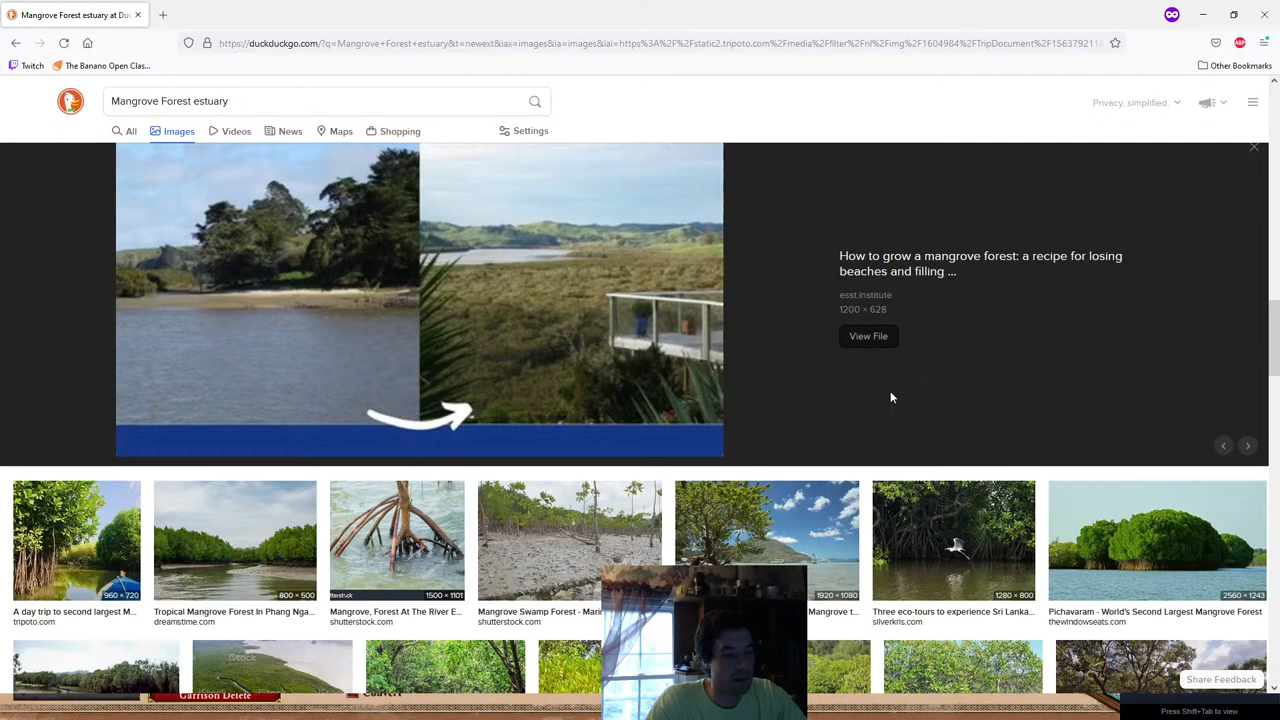 Mangrove Forest estuary at Du
https://duckduckgo.com/?q=Mangrove+Forest+estuary&t=newext&iax=images&ia=images&iai=https%3A%2F%2Fstatic2.tripoto.com%2Fmedia%2Ffilter%2Fnl%2Fimg%2F1604984%2FTripDocument%2F156379211
Twitch
The Banano Open Clas...
Other Bookmarks
Mangrove Forest estuary
Privacy, simplified.
All
Images
Videos
News
Maps
Shopping
Settings
How to grow a mangrove forest: a recipe for losing
beaches and filling ...
esst.institute
1200 × 628
View File
960 × 720
800 × 500
1500 × 1101
1920 × 1080
1280 × 800
2560 × 1243
A day trip to second largest M...
Tropical Mangrove Forest In Phang Nga...
Mangrove, Forest At The River E...
Mangrove Swamp Forest - Mari
Mangrove t...
Three eco-tours to experience Sri Lanka...
Pichavaram - World's Second Largest Mangrove Forest
tripoto.com
dreamstime.com
shutterstock.com
shutterstock.com
silverkris.com
thewindowseats.com
iStock
Share Feedback
Garrison Delete
Convert
Press Shift+Tab to view